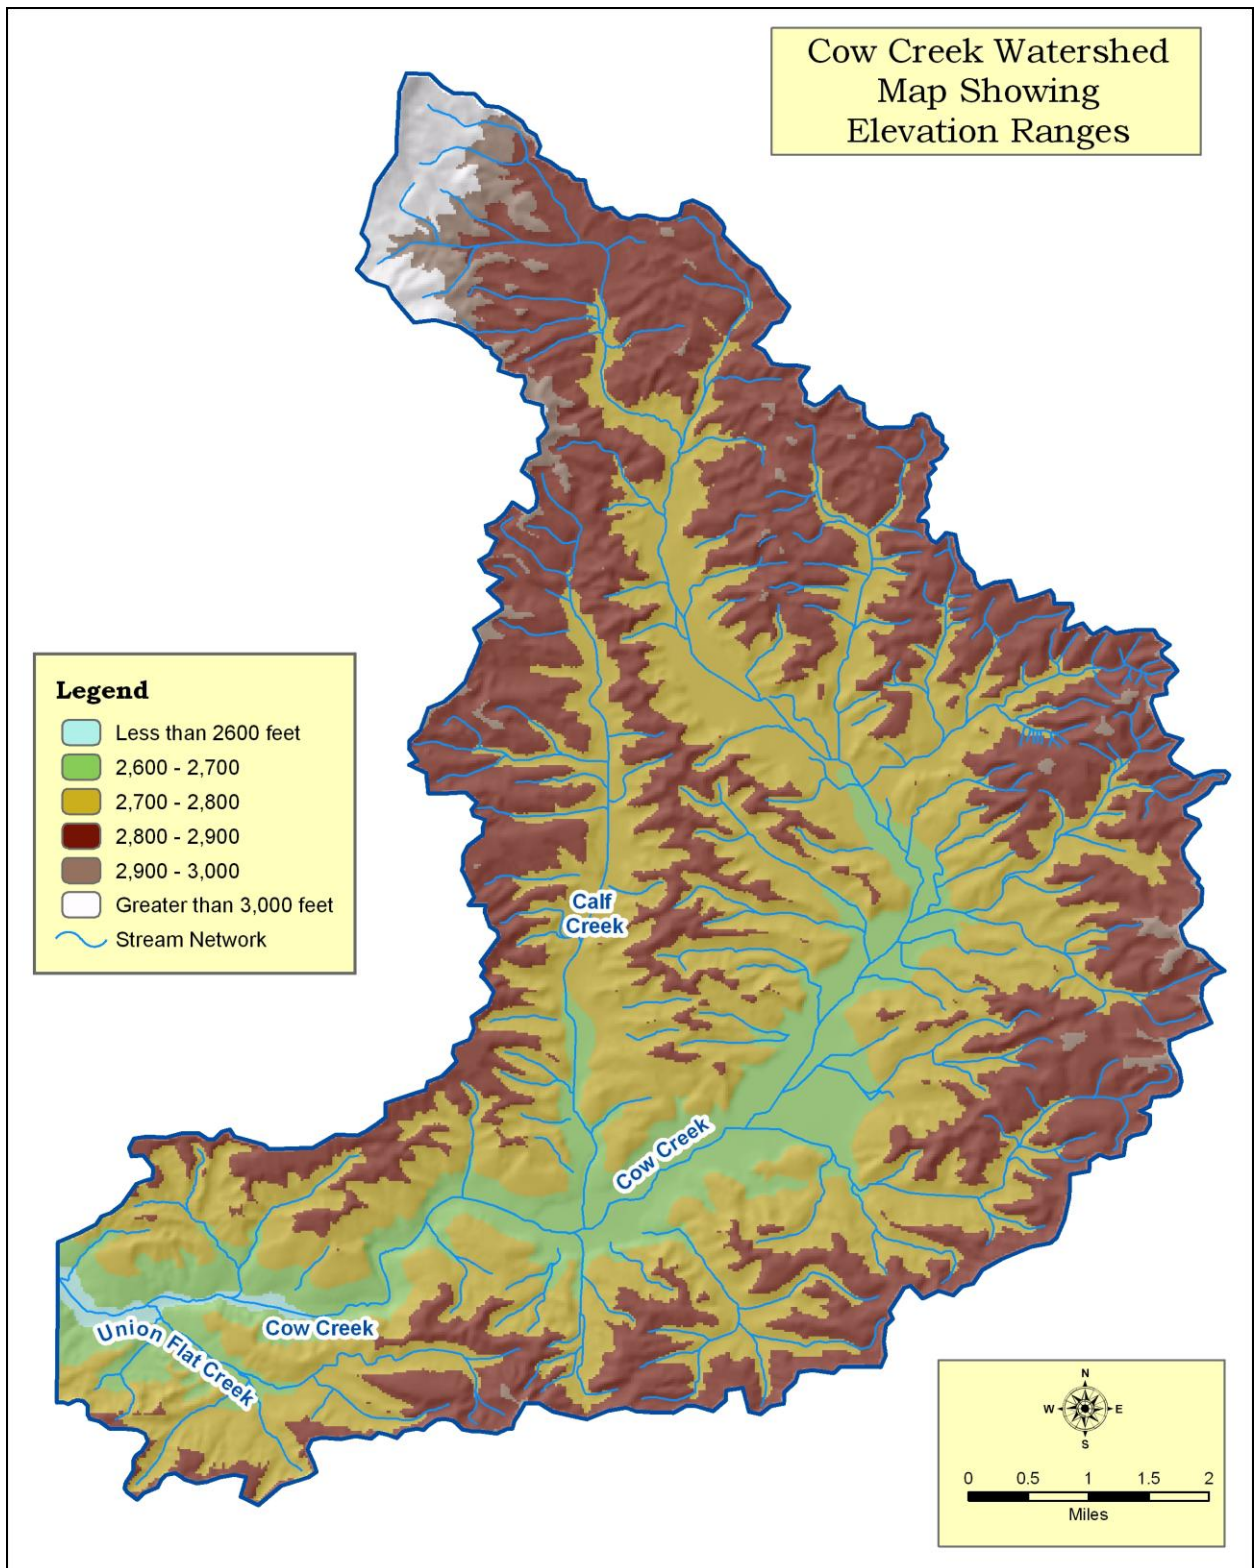 Cow Creek Watershed
Map Showing
Elevation Ranges
Legend
Less than 2600 feet
2,600 - 2,700
2,700 - 2,800
2,800 - 2,900
2,900 - 3,000
Greater than 3,000 feet
Stream Network
Calf
Creek
Cow Creek
Cow Creek
Union Flat Creek
N
W E
S
0 0.5 1 1.5 2
Miles